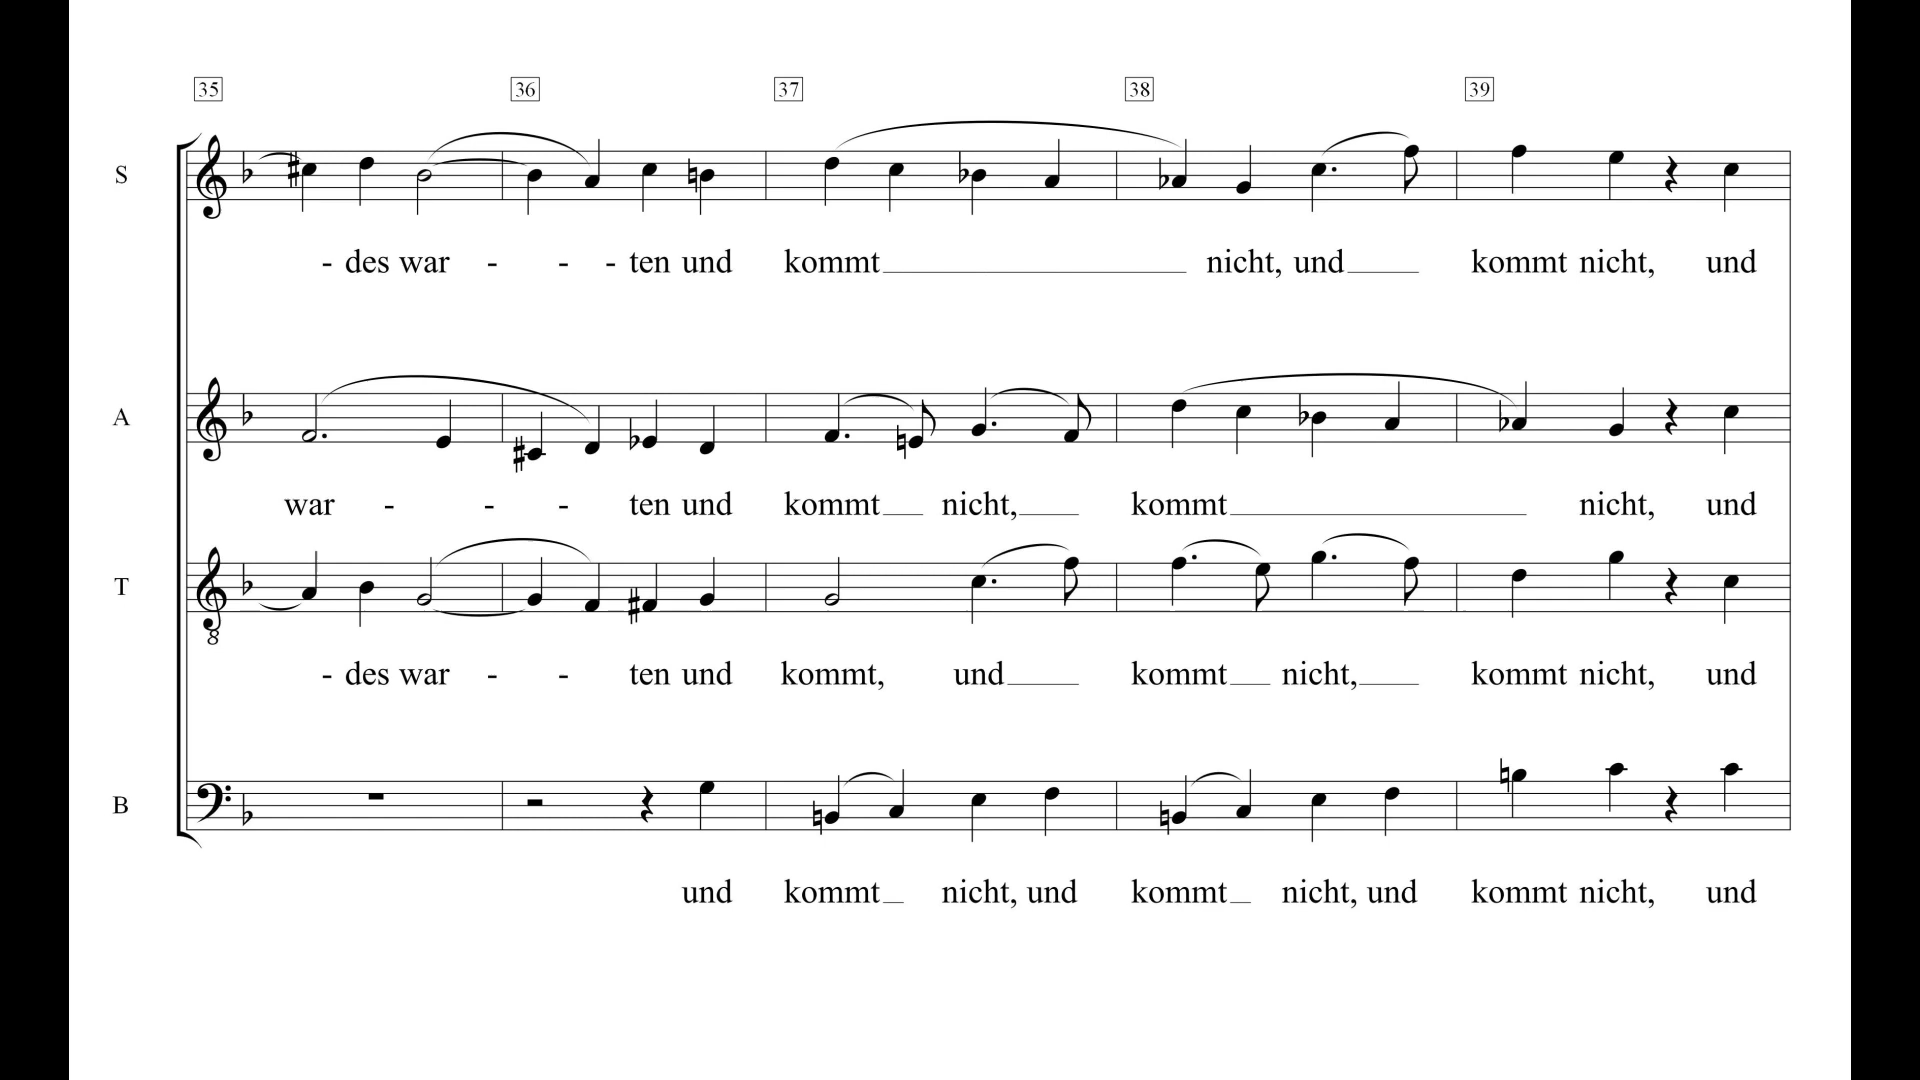 35 36 37 38 39
S
- des war - - - ten und kommt nicht, und kommt nicht, und
A
war - - - ten und kommt nicht, kommt nicht, und
T
8
- des war - - ten und kommt, und kommt nicht, kommt nicht, und
B
und kommt nicht, und kommt nicht, und kommt nicht, und